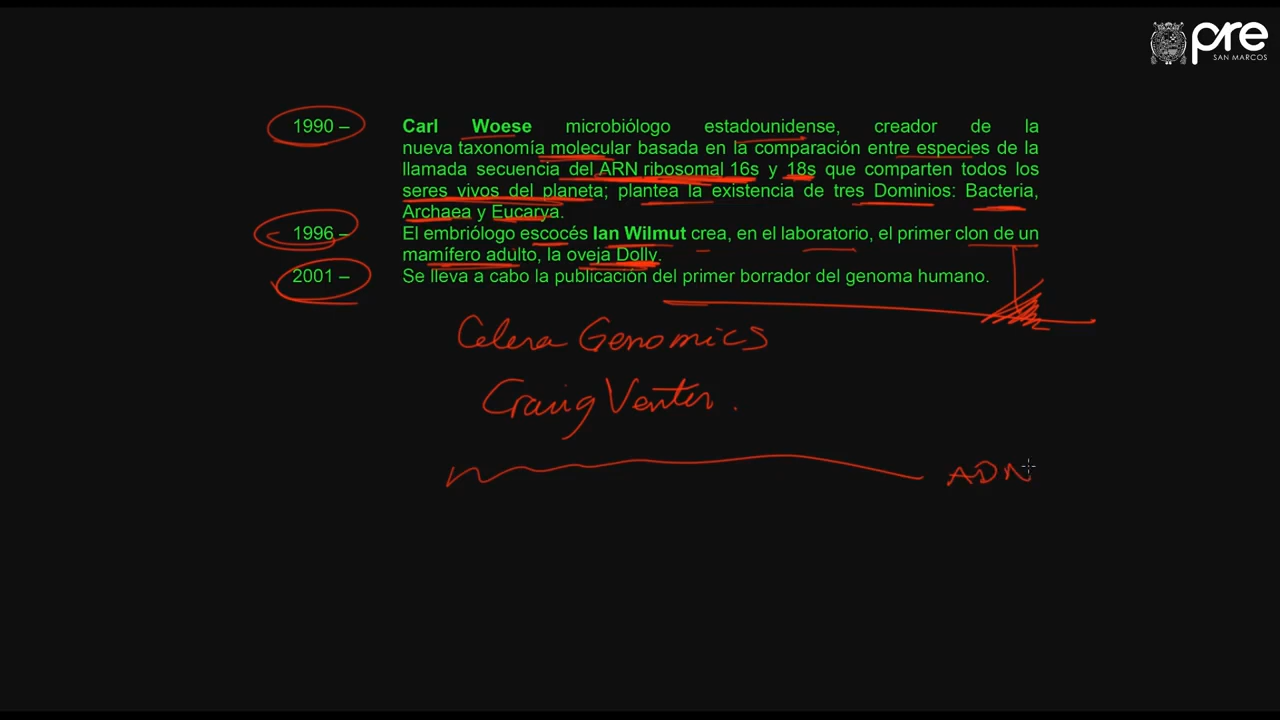 pre
SAN MARCOS
1990 – Carl Woese microbiólogo estadounidense, creador de la
nueva taxonomía molecular basada en la comparación entre especies de la
llamada secuencia del ARN ribosomal 16s y 18s que comparten todos los
seres vivos del planeta; plantea la existencia de tres Dominios: Bacteria,
Archaea y Eucarya.
1996 – El embriólogo escocés Ian Wilmut crea, en el laboratorio, el primer clon de un
mamífero adulto, la oveja Dolly.
2001 – Se lleva a cabo la publicación del primer borrador del genoma humano.
Celera Genomics
Craig Venter.
ADN